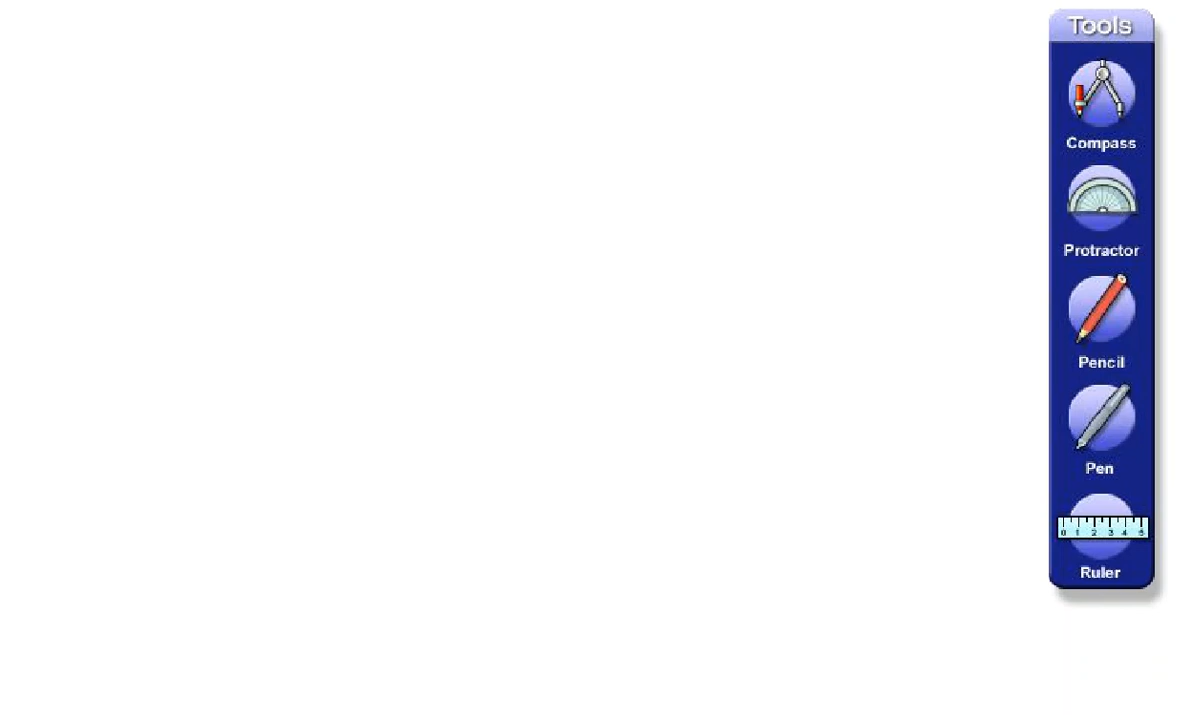 Tools
Compass
Protractor
Pencil
Pen
0 1 2 3 4 5
Ruler